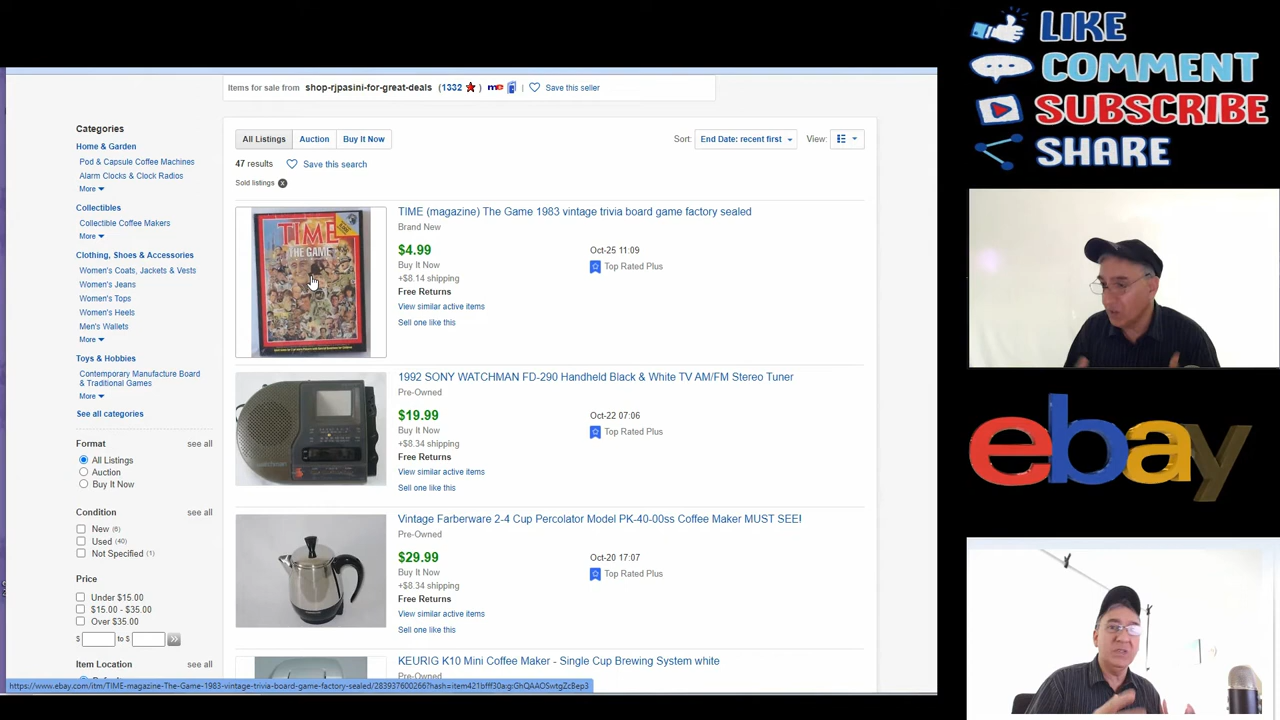 LIKE
COMMENT
SUBSCRIBE
SHARE
Items for sale from shop-rjpasini-for-great-deals (1332 ) me | Save this seller
Categories
Home & Garden
Pod & Capsule Coffee Machines
Alarm Clocks & Clock Radios
More
Collectibles
Collectible Coffee Makers
More
Clothing, Shoes & Accessories
Women's Coats, Jackets & Vests
Women's Jeans
Women's Tops
Women's Heels
Men's Wallets
More
Toys & Hobbies
Contemporary Manufacture Board
& Traditional Games
More
See all categories
Format see all
All Listings
Auction
Buy It Now
Condition see all
New (6)
Used (40)
Not Specified (1)
Price
Under $15.00
$15.00 - $35.00
Over $35.00
$ to $ »
Item Location see all
All Listings Auction Buy It Now Sort: End Date: recent first View:
47 results Save this search
Sold listings x
TIME
THE GAME
TIME (magazine) The Game 1983 vintage trivia board game factory sealed
Brand New
$4.99 Oct-25 11:09
Buy It Now Top Rated Plus
+$8.14 shipping
Free Returns
View similar active items
Sell one like this
1992 SONY WATCHMAN FD-290 Handheld Black & White TV AM/FM Stereo Tuner
Pre-Owned
$19.99 Oct-22 07:06
Buy It Now Top Rated Plus
+$8.34 shipping
Free Returns
View similar active items
Sell one like this
Vintage Farberware 2-4 Cup Percolator Model PK-40-00ss Coffee Maker MUST SEE!
Pre-Owned
$29.99 Oct-20 17:07
Buy It Now Top Rated Plus
+$8.34 shipping
Free Returns
View similar active items
Sell one like this
KEURIG K10 Mini Coffee Maker - Single Cup Brewing System white
ebay